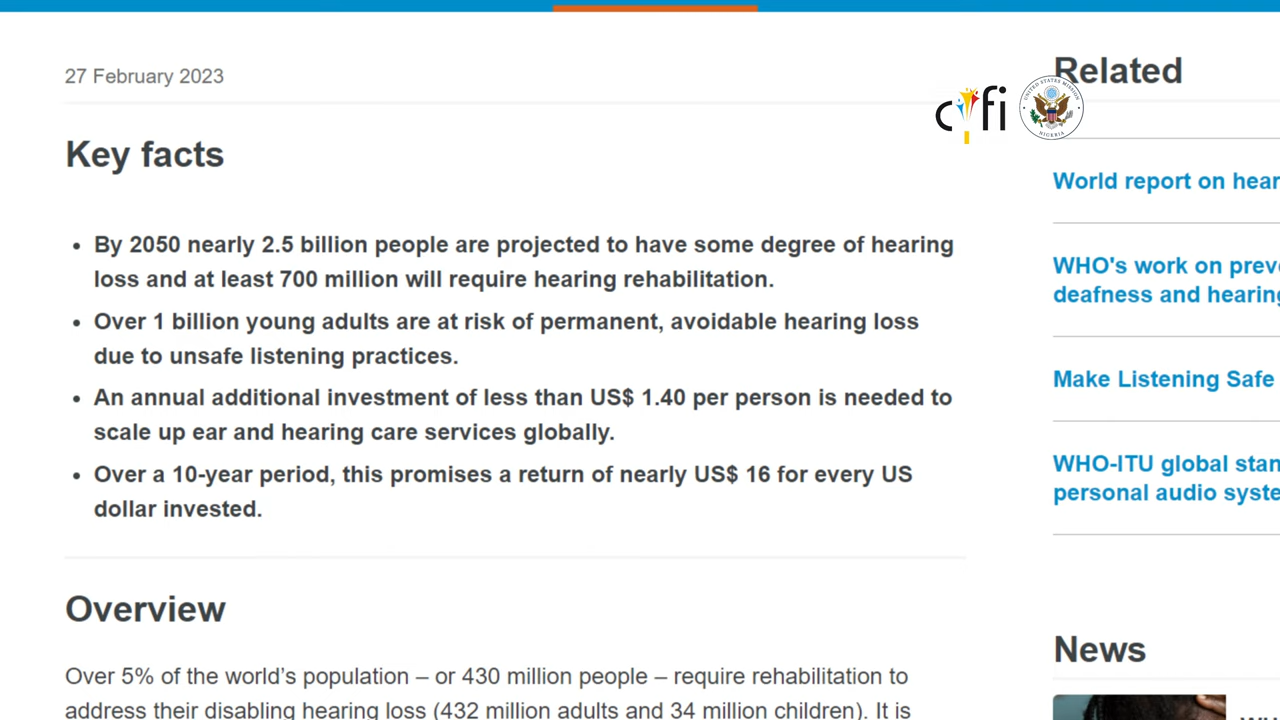 27 February 2023
Key facts
• By 2050 nearly 2.5 billion people are projected to have some degree of hearing
loss and at least 700 million will require hearing rehabilitation.
• Over 1 billion young adults are at risk of permanent, avoidable hearing loss
due to unsafe listening practices.
• An annual additional investment of less than US$ 1.40 per person is needed to
scale up ear and hearing care services globally.
• Over a 10-year period, this promises a return of nearly US$ 16 for every US
dollar invested.
Overview
Over 5% of the world’s population – or 430 million people – require rehabilitation to
address their disabling hearing loss (432 million adults and 34 million children). It is
cyfi
UNITED STATES MISSION
NIGERIA
Related
World report on hear
WHO's work on preve
deafness and hearing
Make Listening Safe
WHO-ITU global stan
personal audio syste
News